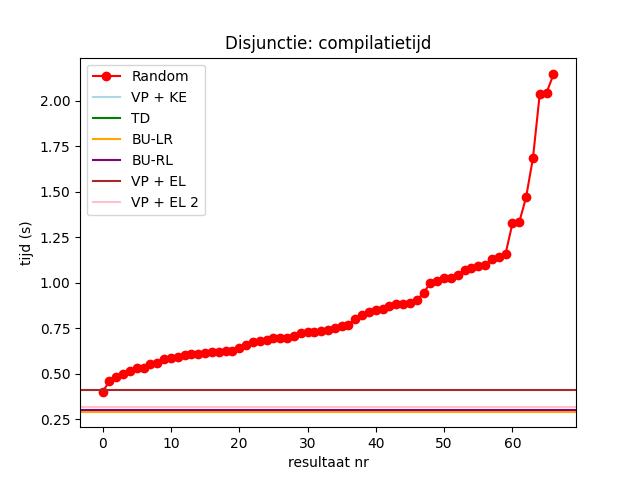 Disjunctie: compilatietijd
Random
VP + KE
TD
BU-LR
BU-RL
VP + EL
VP + EL 2
tijd (s)
2.00
1.75
1.50
1.25
1.00
0.75
0.50
0.25
0 10 20 30 40 50 60
resultaat nr